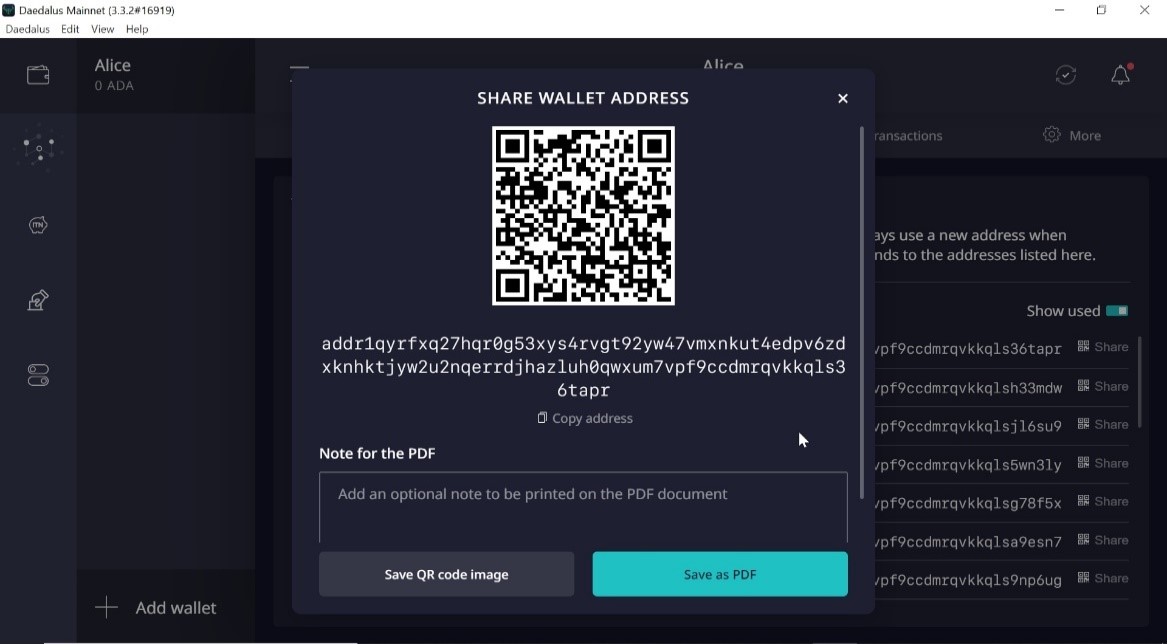 Daedalus Mainnet (3.3.2#16919)
Daedalus Edit View Help
Alice
0 ADA
Alice
SHARE WALLET ADDRESS
ransactions
More
ays use a new address when
nds to the addresses listed here.
Show used
addr1qyrfxq27hqr0g53xys4rvgt92yw47vmxnkut4edpv6zd
xknhktjyw2u2nqerrdjhazluh0qwxum7vpf9ccdmrqvkkqls3
6tapr
Copy address
Note for the PDF
Add an optional note to be printed on the PDF document
Save QR code image
Save as PDF
vpf9ccdmrqvkkqls36tapr Share
vpf9ccdmrqvkkqlsh33mdw Share
vpf9ccdmrqvkkqlsjl6su9 Share
vpf9ccdmrqvkkqls5wn3ly Share
vpf9ccdmrqvkkqlsg78f5x Share
vpf9ccdmrqvkkqlsa9esn7 Share
vpf9ccdmrqvkkqls9np6ug Share
Add wallet